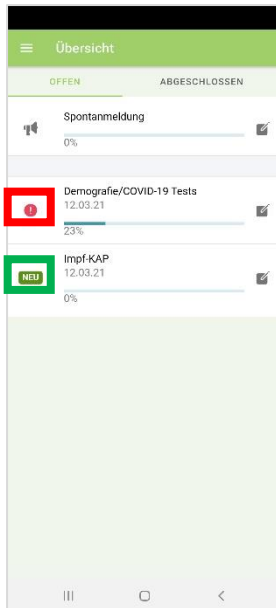 Übersicht
OFFEN ABGESCHLOSSEN
Spontanmeldung
0%
Demografie/COVID-19 Tests
12.03.21
23%
Impf-KAP
NEU 12.03.21
0%